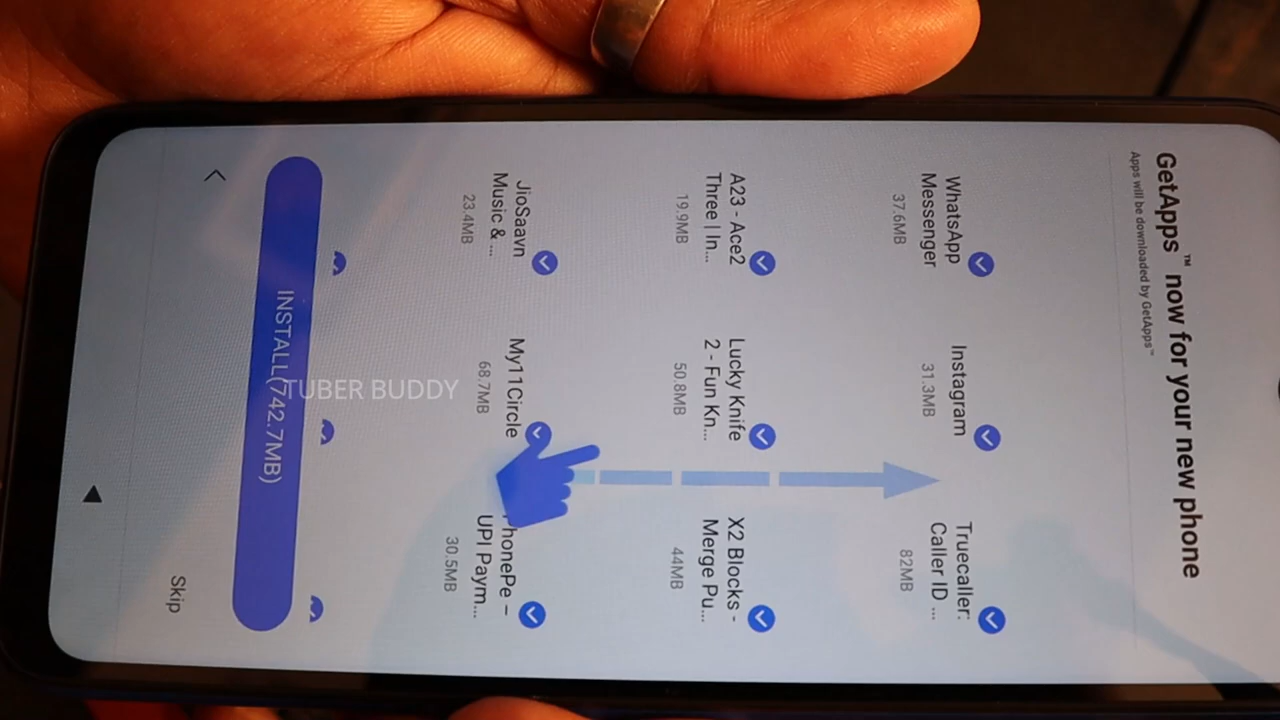 GetApps™ now for your new phone
Apps will be downloaded by GetApps™
WhatsApp
Messenger
37.6MB
Instagram
31.3MB
Truecaller:
Caller ID ...
82MB
A23 - Ace2
Three | In...
19.9MB
Lucky Knife
2 - Fun Kn...
50.8MB
X2 Blocks -
Merge Pu...
44MB
JioSaavn
Music & ...
23.4MB
My11Circle
68.7MB
PhonePe –
UPI Paym...
30.5MB
INSTALL(742.7MB)
TUBER BUDDY
Skip